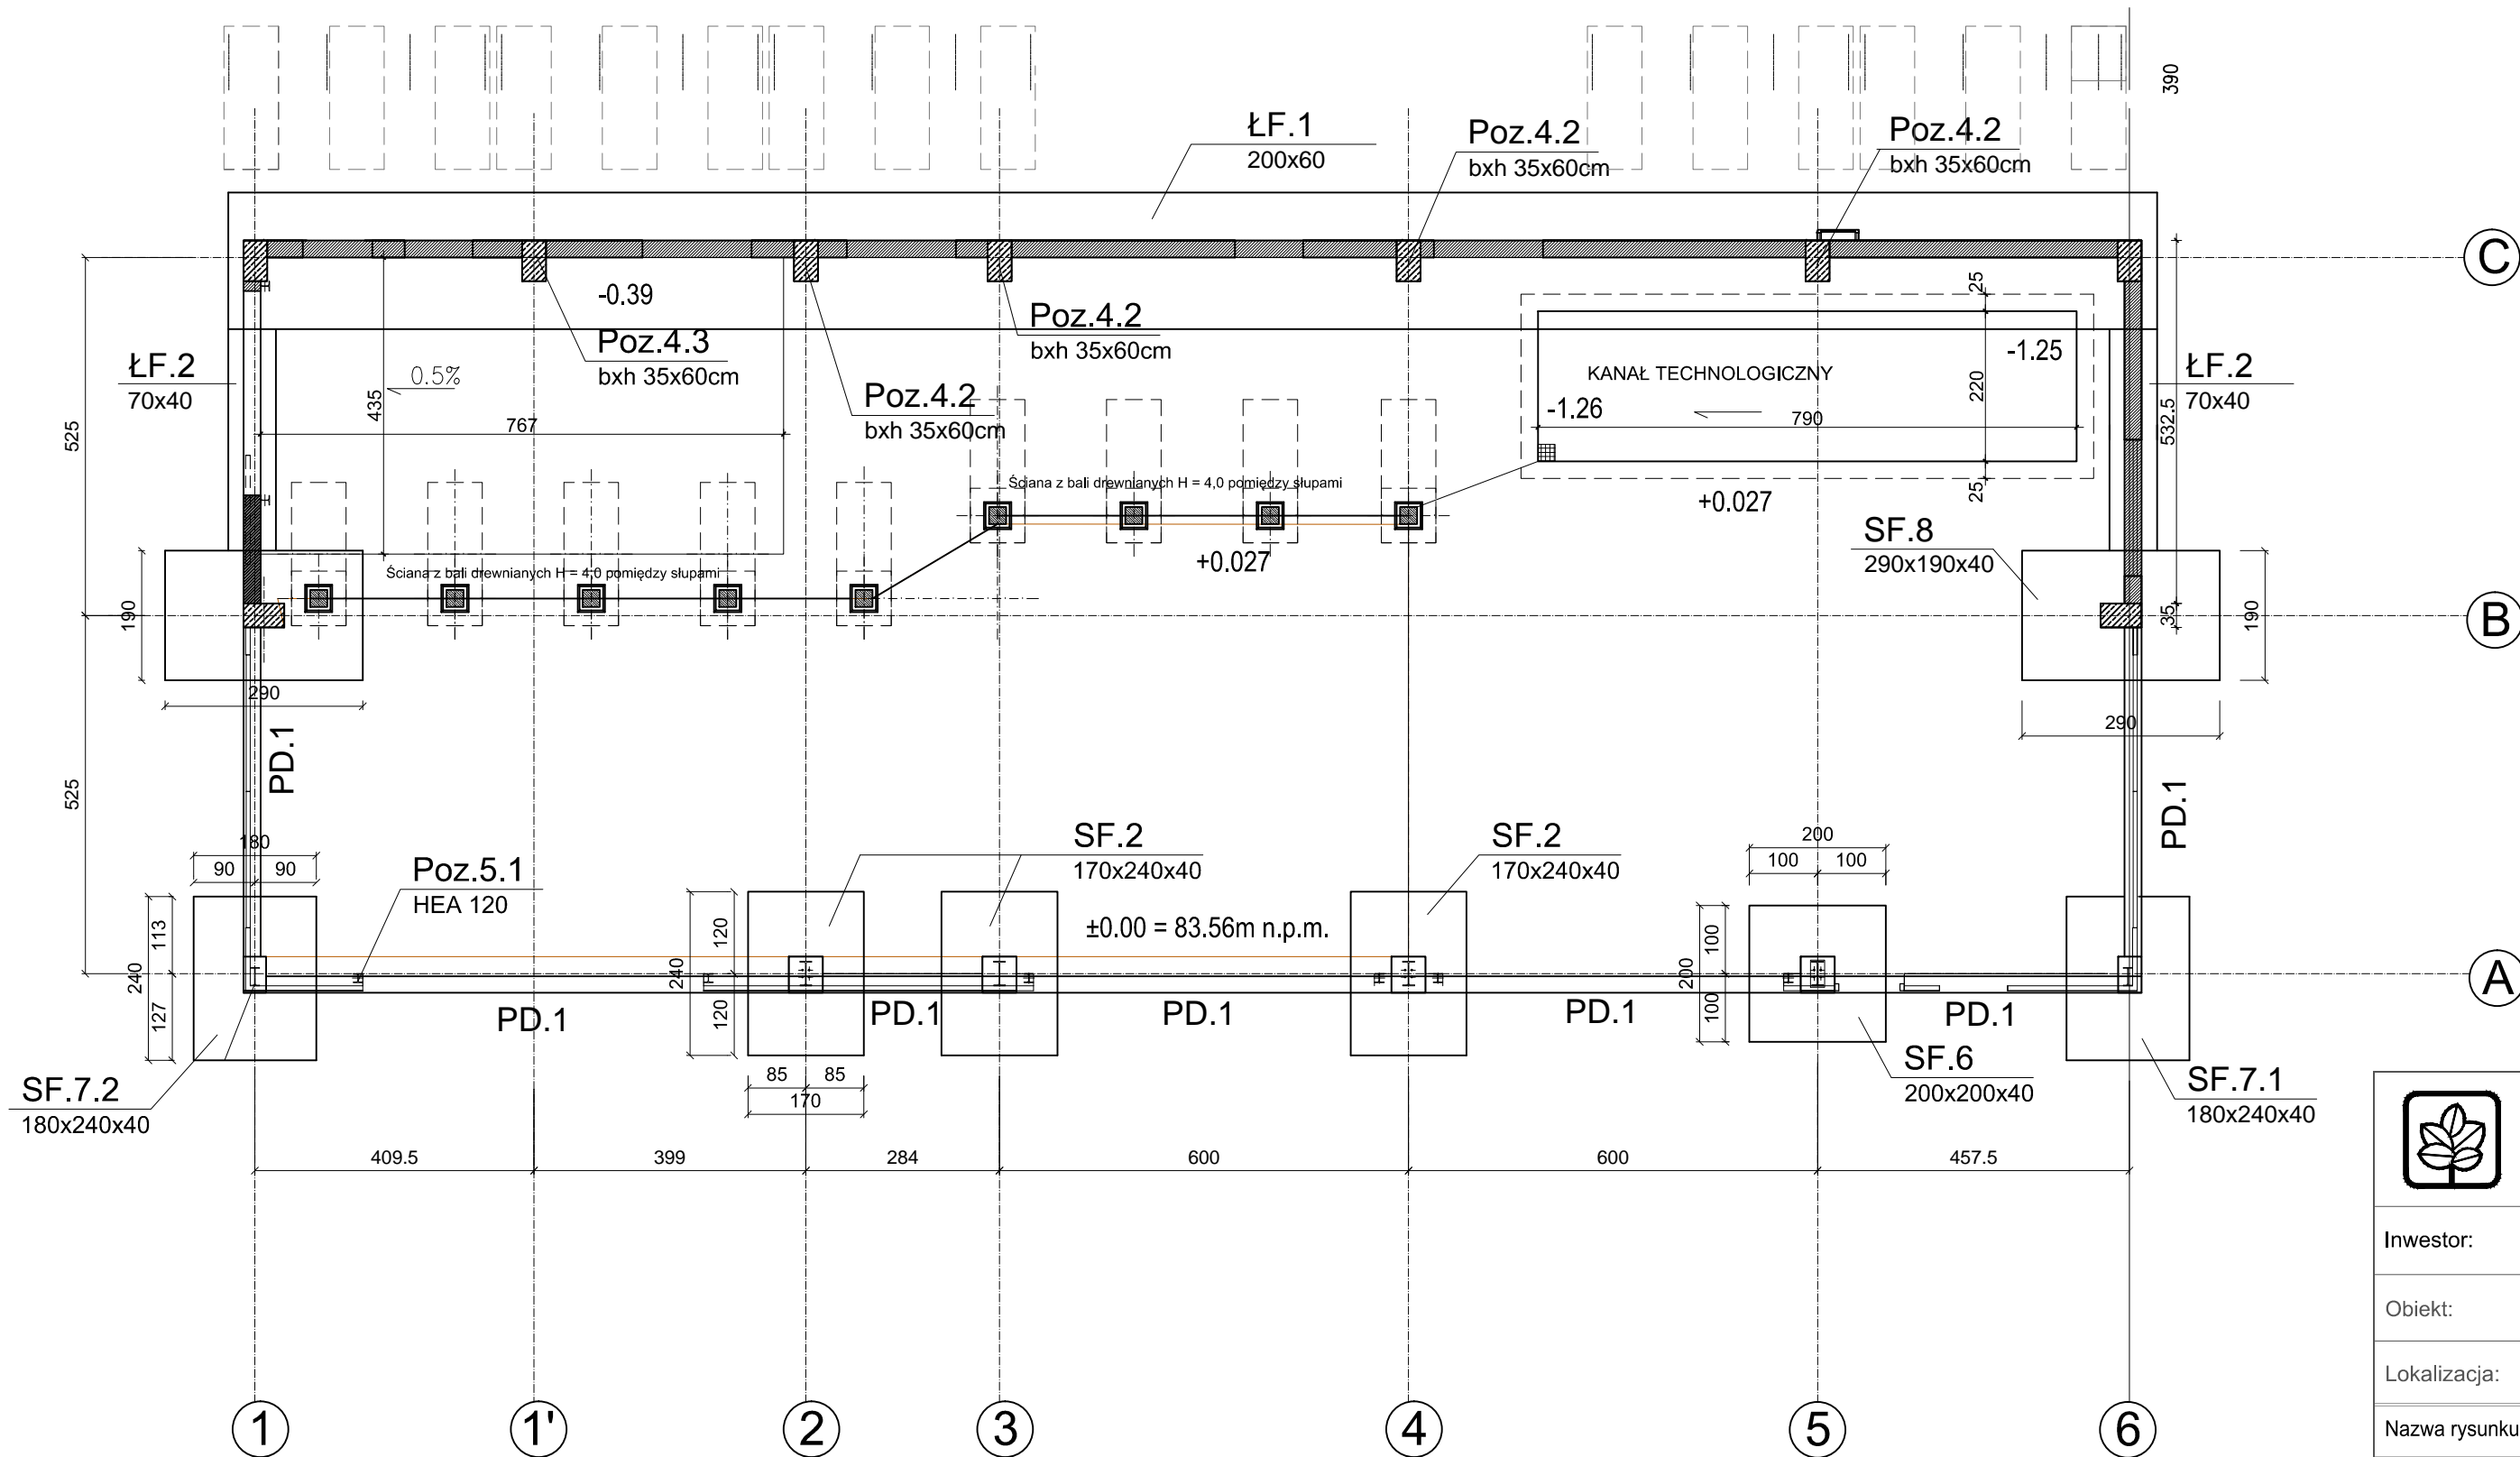 390
ŁF.1
200x60
Poz.4.2
bxh 35x60cm
Poz.4.2
bxh 35x60cm
C
-0.39
25
Poz.4.3
bxh 35x60cm
Poz.4.2
bxh 35x60cm
-1.25
ŁF.2
70x40
0.5%
435
KANAŁ TECHNOLOGICZNY
220
ŁF.2
70x40
Poz.4.2
bxh 35x60cm
-1.26
790
767
525
532.5
Ściana z bali drewnianych H = 4,0 pomiędzy słupami
25
+0.027
SF.8
290x190x40
+0.027
Ściana z bali drewnianych H = 4,0 pomiędzy słupami
190
35
190
B
290
290
PD.1
525
PD.1
180
90
90
Poz.5.1
HEA 120
SF.2
170x240x40
SF.2
170x240x40
200
100
100
113
240
127
120
240
120
±0.00 = 83.56m n.p.m.
100
200
100
A
PD.1
PD.1
PD.1
PD.1
PD.1
85
85
170
SF.7.2
180x240x40
SF.6
200x200x40
SF.7.1
180x240x40
409.5
399
284
600
600
457.5
Inwestor:
Obiekt:
Lokalizacja:
Nazwa rysunku
1
1'
2
3
4
5
6